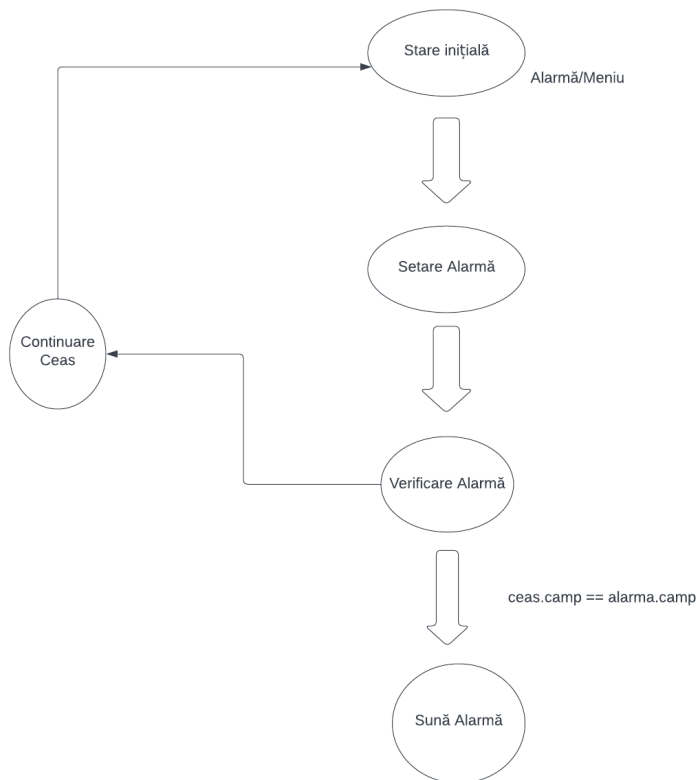 Stare inițială
Alarmă/Meniu
Setare Alarmă
Continuare
Ceas
Verificare Alarmă
ceas.camp == alarma.camp
Sună Alarmă